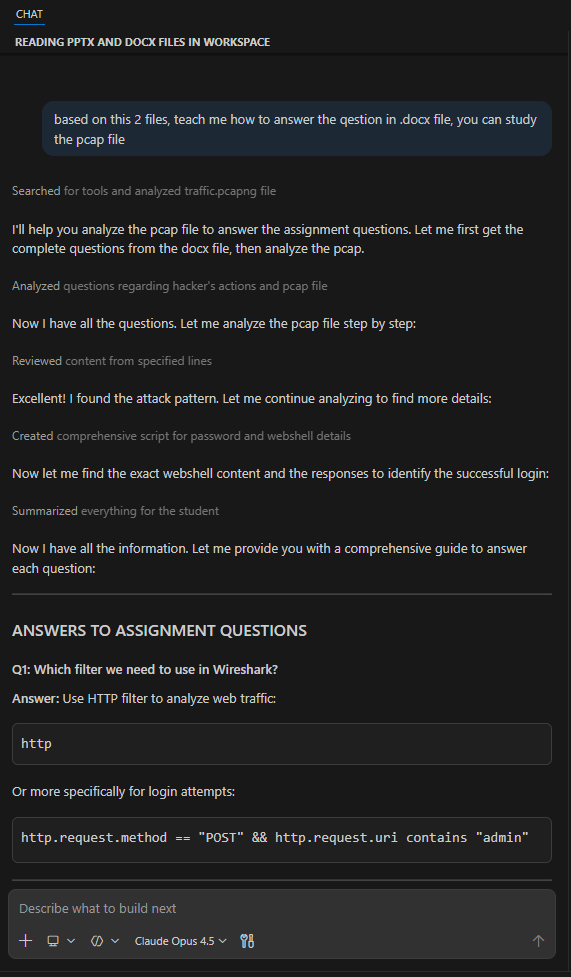 CHAT
READING PPTX AND DOCX FILES IN WORKSPACE
based on this 2 files, teach me how to answer the qestion in .docx file, you can study
the pcap file
Searched for tools and analyzed traffic.pcapng file
I'll help you analyze the pcap file to answer the assignment questions. Let me first get the
complete questions from the docx file, then analyze the pcap.
Analyzed questions regarding hacker's actions and pcap file
Now I have all the questions. Let me analyze the pcap file step by step:
Reviewed content from specified lines
Excellent! I found the attack pattern. Let me continue analyzing to find more details:
Created comprehensive script for password and webshell details
Now let me find the exact webshell content and the responses to identify the successful login:
Summarized everything for the student
Now I have all the information. Let me provide you with a comprehensive guide to answer
each question:
ANSWERS TO ASSIGNMENT QUESTIONS
Q1: Which filter we need to use in Wireshark?
Answer: Use HTTP filter to analyze web traffic:
http
Or more specifically for login attempts:
http.request.method == "POST" && http.request.uri contains "admin"
Describe what to build next
Claude Opus 4.5